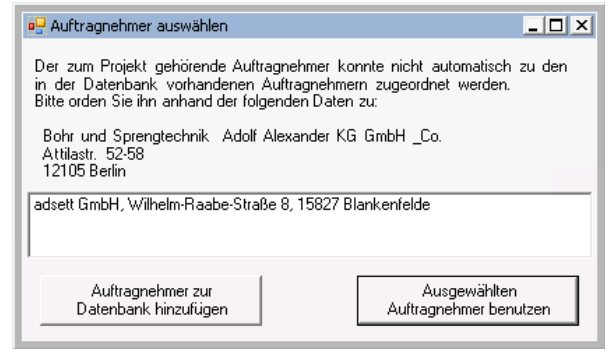 Auftragnehmer auswählen
Der zum Projekt gehörende Auftragnehmer konnte nicht automatisch zu den
in der Datenbank vorhandenen Auftragnehmern zugeordnet werden.
Bitte orden Sie ihn anhand der folgenden Daten zu:
Bohr und Sprengtechnik Adolf Alexander KG GmbH _Co.
Attilastr. 52-58
12105 Berlin
adsett GmbH, Wilhelm-Raabe-Straße 8, 15827 Blankenfelde
Auftragnehmer zur
Datenbank hinzufügen
Ausgewählten
Auftragnehmer benutzen